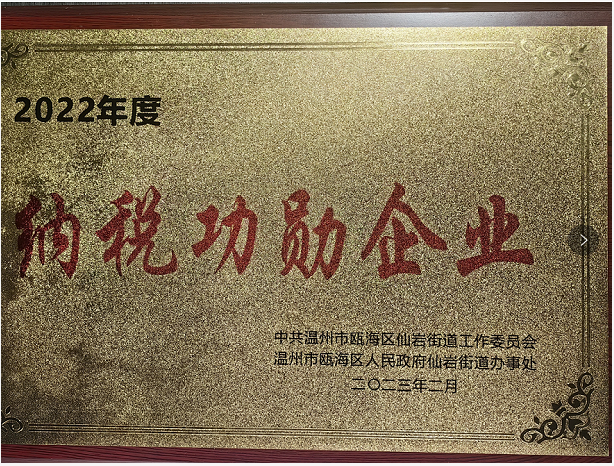 2022年度
纳税功勋企业
中共温州市瓯海区仙岩街道工作委员会
温州市瓯海区人民政府仙岩街道办事处
二〇二三年二月